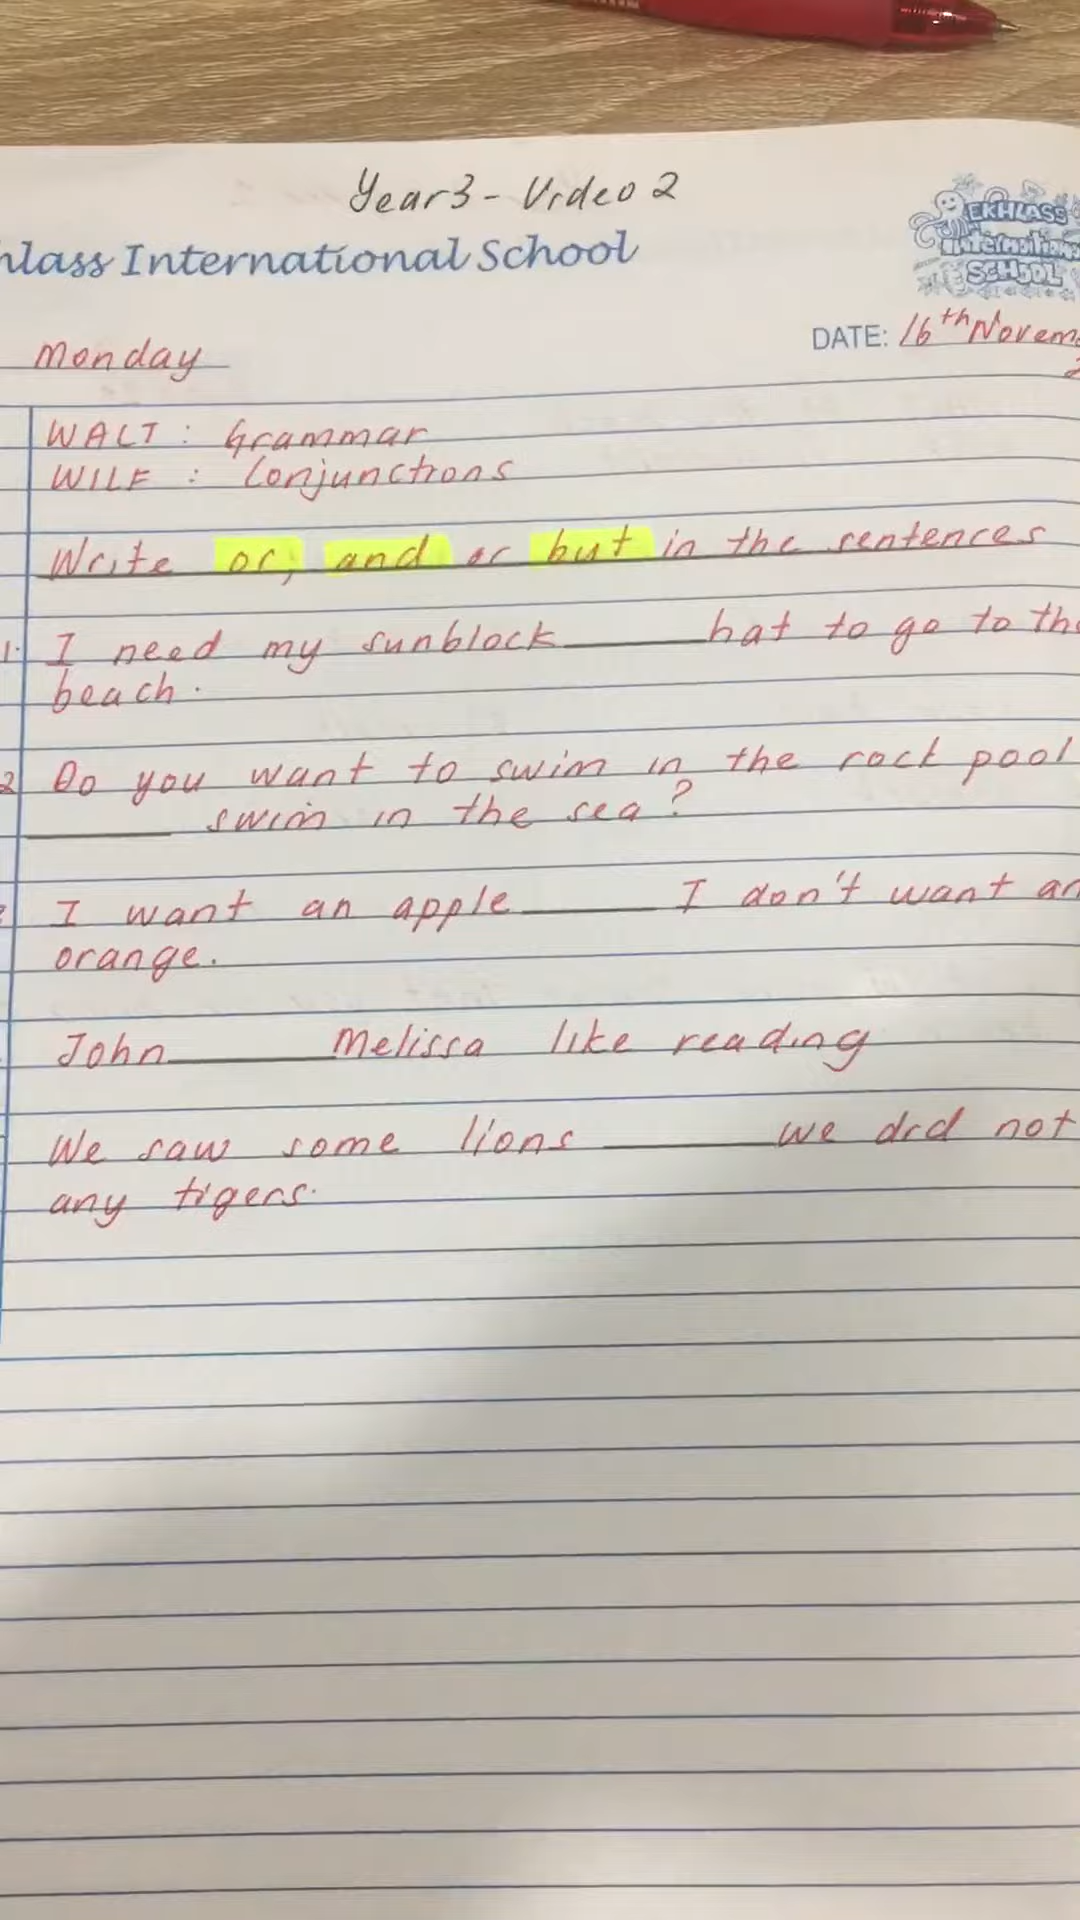 Year3 - Video 2
hlass International School
EKHLASS
International
SCHOOL
DATE: 16th Novem
monday
WALT : Grammar
WILF : Conjunctions
Write or, and or but in the sentences
1. I need my sunblock ______ hat to go to the
beach.
2 Do you want to swim in the rock pool
______ swim in the sea?
I want an apple ______ I don't want an
orange.
John ______ Melissa like reading
We saw some lions ______ we did not
any tigers.